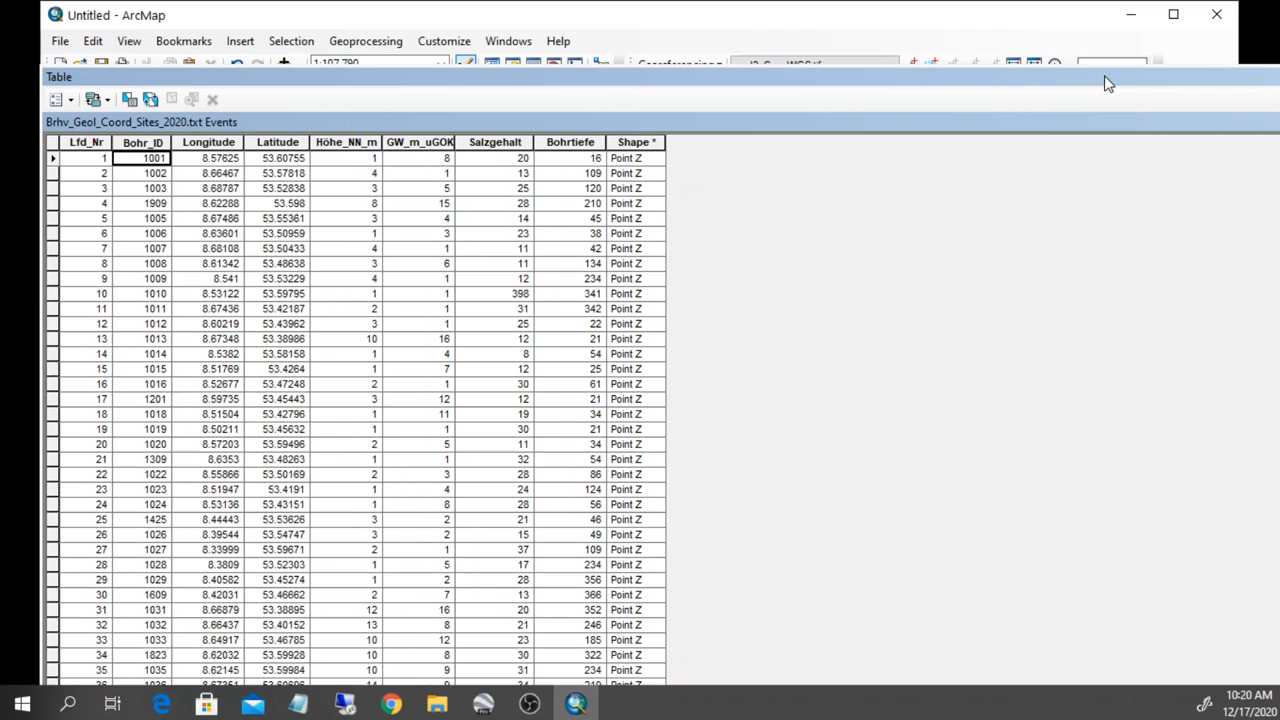 Untitled - ArcMap
File Edit View Bookmarks Insert Selection Geoprocessing Customize Windows Help
1:107,790
Table
Brhv_Geol_Coord_Sites_2020.txt Events
Lfd_Nr Bohr_ID Longitude Latitude Höhe_NN_m GW_m_uGOK Salzgehalt Bohrtiefe Shape *
1 1001 8.57625 53.60755 1 8 20 16 Point Z
2 1002 8.66467 53.57818 4 1 13 109 Point Z
3 1003 8.68787 53.52838 3 5 25 120 Point Z
4 1909 8.62288 53.598 8 15 28 210 Point Z
5 1005 8.67486 53.55361 3 4 14 45 Point Z
6 1006 8.63601 53.50959 1 3 23 38 Point Z
7 1007 8.68108 53.50433 4 1 11 42 Point Z
8 1008 8.61342 53.48638 3 6 11 134 Point Z
9 1009 8.541 53.53229 4 1 12 234 Point Z
10 1010 8.53122 53.59795 1 1 398 341 Point Z
11 1011 8.67436 53.42187 2 1 31 342 Point Z
12 1012 8.60219 53.43962 3 1 25 22 Point Z
13 1013 8.67348 53.38986 10 16 12 21 Point Z
14 1014 8.5382 53.58158 1 4 8 54 Point Z
15 1015 8.51769 53.4264 1 7 12 25 Point Z
16 1016 8.52677 53.47248 2 1 30 61 Point Z
17 1201 8.59735 53.45443 3 12 12 21 Point Z
18 1018 8.51504 53.42796 1 11 19 34 Point Z
19 1019 8.50211 53.45632 1 1 30 21 Point Z
20 1020 8.57203 53.59496 2 5 11 34 Point Z
21 1309 8.6353 53.48263 1 1 32 54 Point Z
22 1022 8.55866 53.50169 2 3 28 86 Point Z
23 1023 8.51947 53.4191 1 4 24 124 Point Z
24 1024 8.53136 53.43151 1 8 28 56 Point Z
25 1425 8.44443 53.53626 3 2 21 46 Point Z
26 1026 8.39544 53.54747 3 2 15 49 Point Z
27 1027 8.33999 53.59671 2 1 37 109 Point Z
28 1028 8.3809 53.52303 1 5 17 234 Point Z
29 1029 8.40582 53.45274 1 2 28 356 Point Z
30 1609 8.42031 53.46662 2 7 13 366 Point Z
31 1031 8.66879 53.38895 12 16 20 352 Point Z
32 1032 8.66437 53.40152 13 8 21 246 Point Z
33 1033 8.64917 53.46785 10 12 23 185 Point Z
34 1823 8.62032 53.59928 10 8 30 322 Point Z
35 1035 8.62145 53.59984 10 9 31 234 Point Z
10:20 AM
12/17/2020